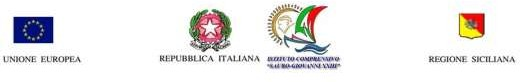 UNIONE EUROPEA
REPUBBLICA ITALIANA
ISTITUTO COMPRENSIVO
"SAURO-GIOVANNI XXIII"
REGIONE SICILIANA